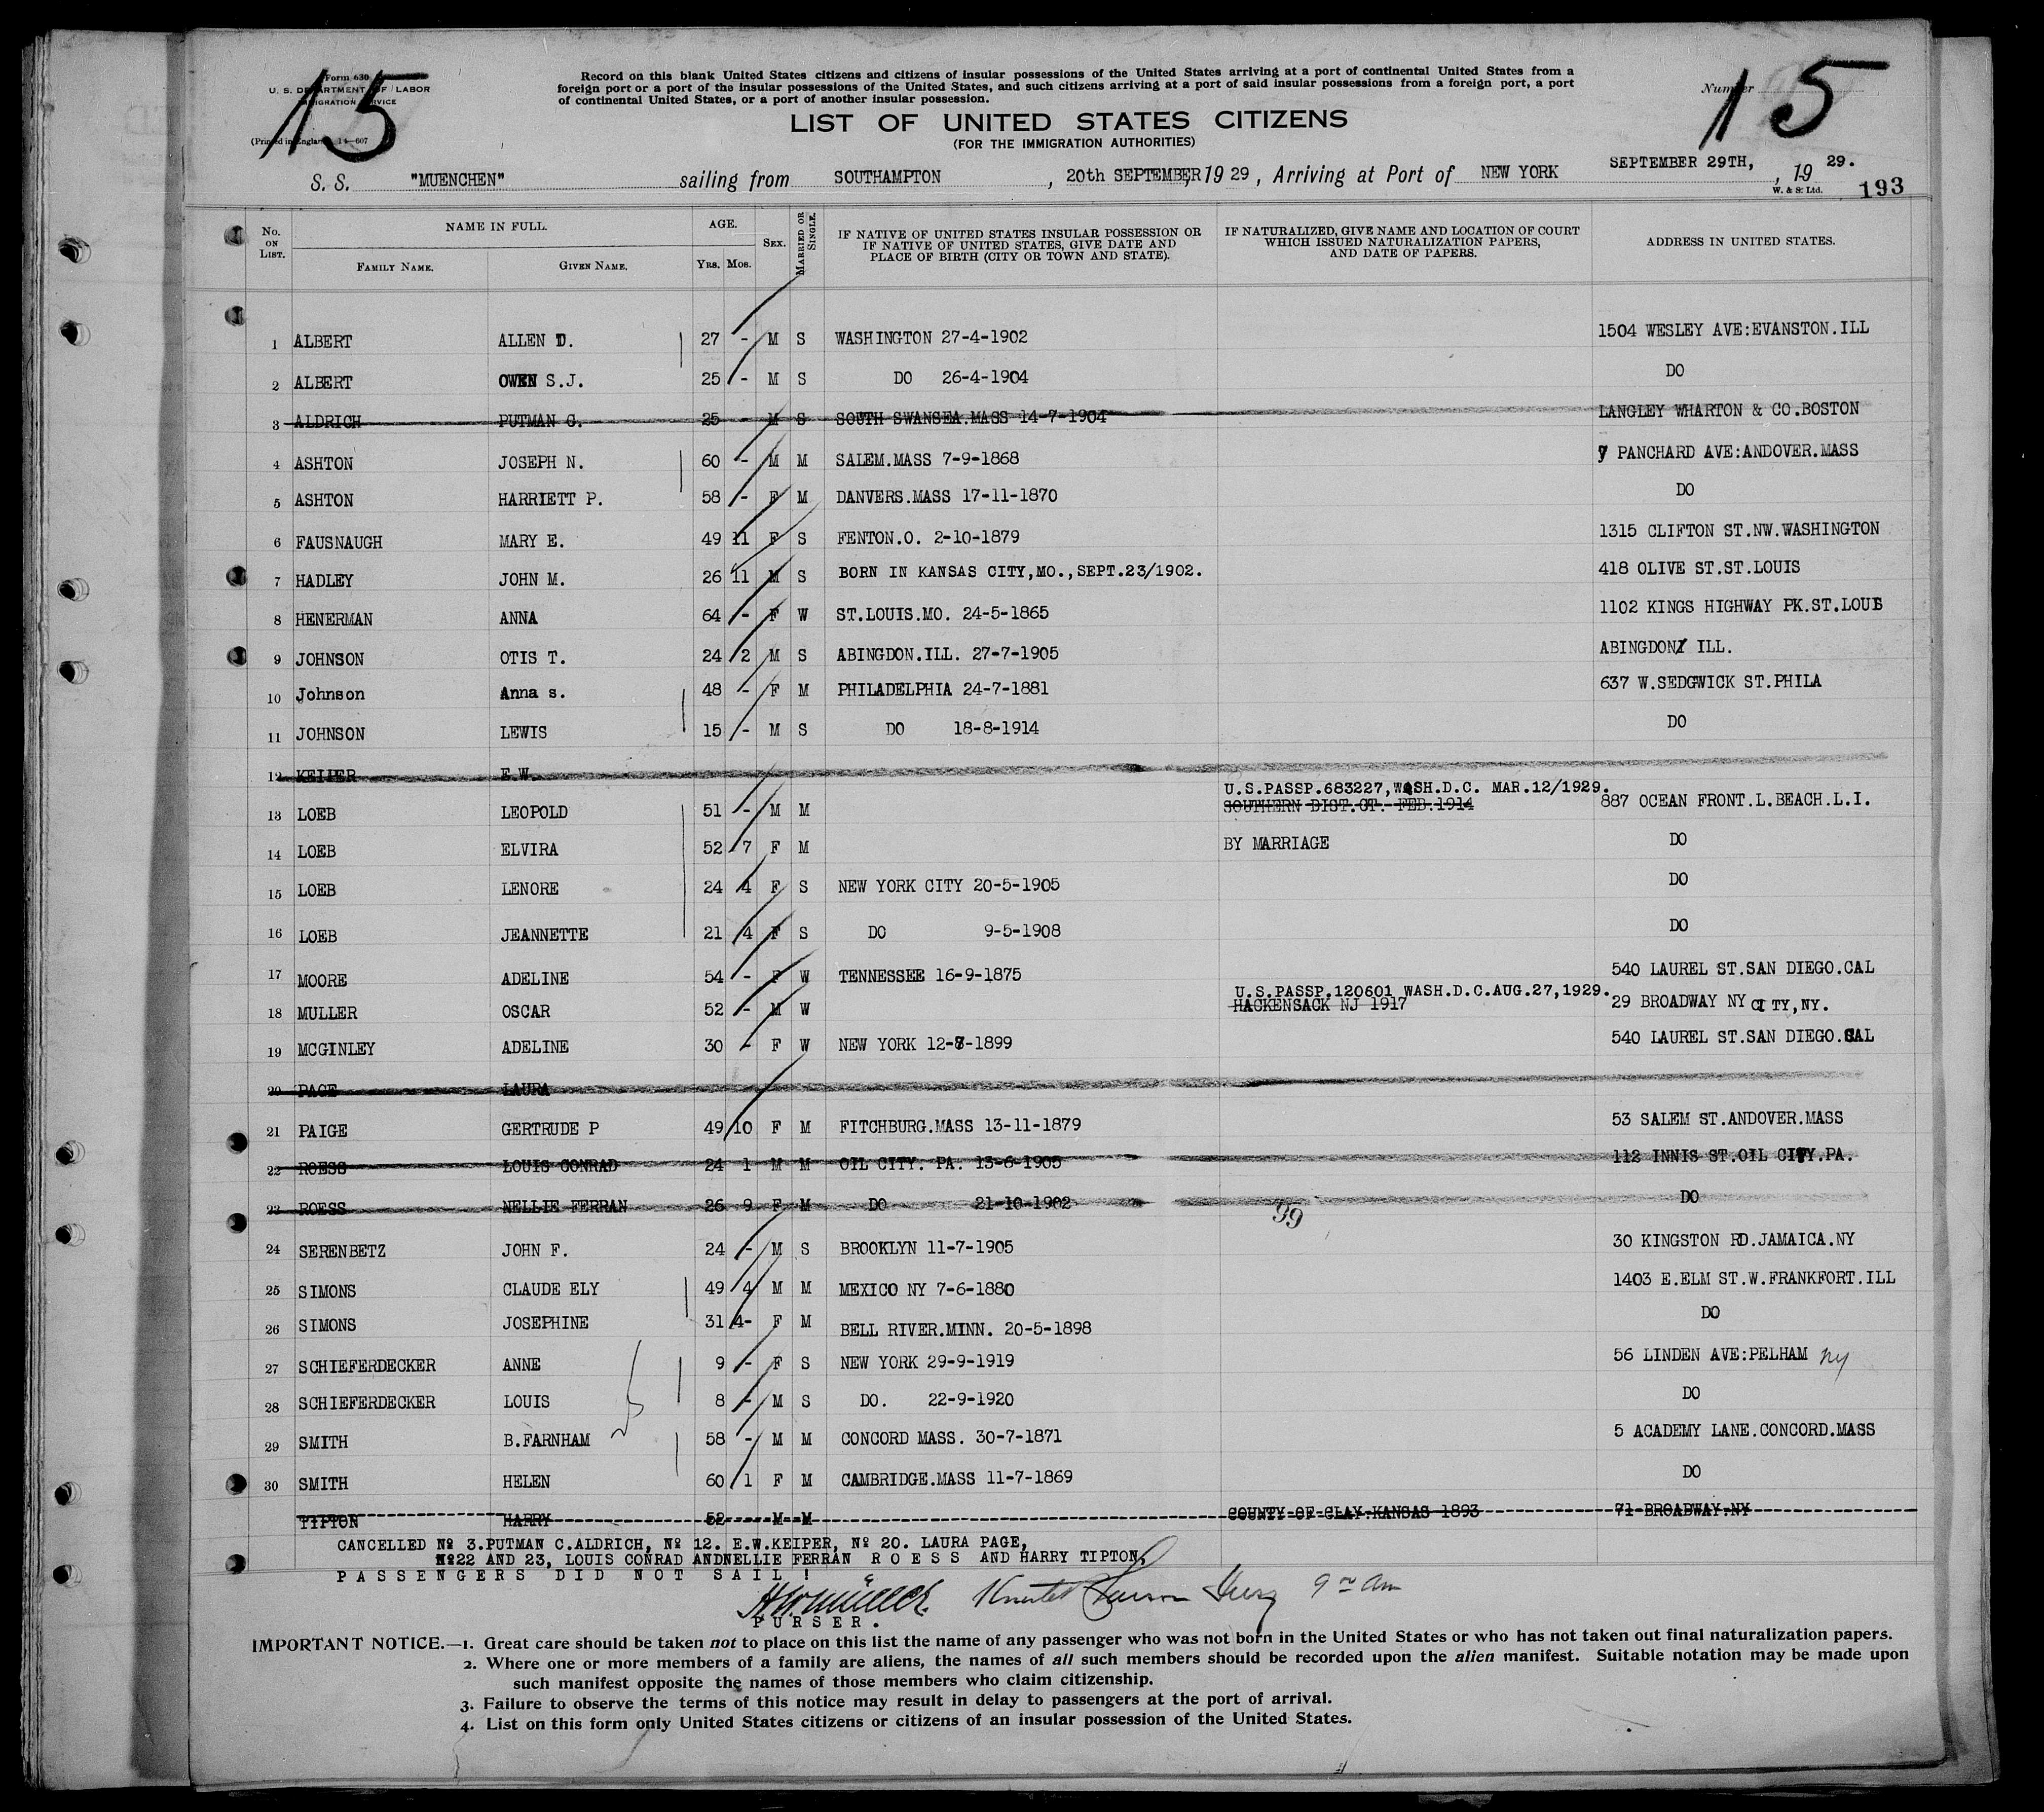 15
Form 630
U. S. DEPARTMENT OF LABOR
IMMIGRATION SERVICE
(Printed in England) 14—607
Record on this blank United States citizens and citizens of insular possessions of the United States arriving at a port of continental United States from a
foreign port or a port of the insular possessions of the United States, and such citizens arriving at a port of said insular possessions from a foreign port, a port
of continental United States, or a port of another insular possession.
Number 15
LIST OF UNITED STATES CITIZENS
(FOR THE IMMIGRATION AUTHORITIES)
S. S. "MUENCHEN" sailing from SOUTHAMPTON, 20th SEPTEMBER, 1929, Arriving at Port of NEW YORK SEPTEMBER 29TH, , 19 29.
W. & S. Ltd. 193
No. ON LIST. NAME IN FULL. AGE. SEX. MARRIED OR SINGLE. IF NATIVE OF UNITED STATES INSULAR POSSESSION OR IF NATIVE OF UNITED STATES, GIVE DATE AND PLACE OF BIRTH (CITY OR TOWN AND STATE). IF NATURALIZED, GIVE NAME AND LOCATION OF COURT WHICH ISSUED NATURALIZATION PAPERS, AND DATE OF PAPERS. ADDRESS IN UNITED STATES.
FAMILY NAME. GIVEN NAME. YRS. MOS.
1 ALBERT ALLEN D. 27 - M S WASHINGTON 27-4-1902 1504 WESLEY AVE:EVANSTON.ILL
2 ALBERT OWEN S.J. 25 - M S DO 26-4-1904 DO
3 ALDRICH PUTMAN C. 25 - M S SOUTH SWANSEA.MASS 14-7-1904 LANGLEY WHARTON & CO.BOSTON
4 ASHTON JOSEPH N. 60 - M M SALEM.MASS 7-9-1868 7 PANCHARD AVE:ANDOVER.MASS
5 ASHTON HARRIETT P. 58 - F M DANVERS.MASS 17-11-1870 DO
6 FAUSNAUGH MARY E. 49 11 F S FENTON.O. 2-10-1879 1315 CLIFTON ST.NW.WASHINGTON
7 HADLEY JOHN M. 26 11 M S BORN IN KANSAS CITY,MO.,SEPT.23/1902. 418 OLIVE ST.ST.LOUIS
8 HENERMAN ANNA 64 - F W ST.LOUIS.MO. 24-5-1865 1102 KINGS HIGHWAY PK.ST.LOUIS
9 JOHNSON OTIS T. 24 2 M S ABINGDON.ILL. 27-7-1905 ABINGDON ILL.
10 Johnson Anna s. 48 - F M PHILADELPHIA 24-7-1881 637 W.SEDGWICK ST.PHILA
11 JOHNSON LEWIS 15 - M S DO 18-8-1914 DO
12 KEIPER E.W.
13 LOEB LEOPOLD 51 - M M U.S.PASSP.683227,WASH.D.C. MAR.12/1929. SOUTHERN DIST.CT. FEB.1914 887 OCEAN FRONT.L.BEACH.L.I.
14 LOEB ELVIRA 52 7 F M BY MARRIAGE DO
15 LOEB LENORE 24 4 F S NEW YORK CITY 20-5-1905 DO
16 LOEB JEANNETTE 21 4 F S DO 9-5-1908 DO
17 MOORE ADELINE 54 - F W TENNESSEE 16-9-1875 540 LAUREL ST.SAN DIEGO.CAL
18 MULLER OSCAR 52 - M W U.S.PASSP.120601 WASH.D.C.AUG.27,1929. HACKENSACK NJ 1917 29 BROADWAY NY CITY,NY.
19 MCGINLEY ADELINE 30 - F W NEW YORK 12-8-1899 540 LAUREL ST.SAN DIEGO.CAL
20 PAGE LAURA
21 PAIGE GERTRUDE P 49 10 F M FITCHBURG.MASS 13-11-1879 53 SALEM ST.ANDOVER.MASS
22 ROESS LOUIS CONRAD 24 1 M M OIL CITY. PA. 13-6-1905 112 INNIS ST.OIL CITY.PA.
23 ROESS NELLIE FERRAN 26 9 F M DO 21-10-1902 DO
99
24 SERENBETZ JOHN F. 24 - M S BROOKLYN 11-7-1905 30 KINGSTON RD.JAMAICA.NY
25 SIMONS CLAUDE ELY 49 4 M M MEXICO NY 7-6-1880 1403 E.ELM ST.W.FRANKFORT.ILL
26 SIMONS JOSEPHINE 31 4- F M BELL RIVER.MINN. 20-5-1898 DO
27 SCHIEFERDECKER ANNE 9 - F S NEW YORK 29-9-1919 56 LINDEN AVE:PELHAM NY
28 SCHIEFERDECKER LOUIS 8 - M S DO. 22-9-1920 DO
29 SMITH B.FARNHAM 58 - M M CONCORD MASS. 30-7-1871 5 ACADEMY LANE.CONCORD.MASS
30 SMITH HELEN 60 1 F M CAMBRIDGE.MASS 11-7-1869 DO
TIPTON HARRY 52 M M COUNTY OF CLAY KANSAS 1893 71 BROADWAY.NY
CANCELLED Nº 3.PUTMAN C.ALDRICH, Nº 12. E.W.KEIPER, Nº 20. LAURA PAGE,
Nº22 AND 23, LOUIS CONRAD ANDNELLIE FERRAN R O E S S AND HARRY TIPTON,
P A S S E N G E R S D I D N O T S A I L !
9 am
P U R S E R .
IMPORTANT NOTICE.—1. Great care should be taken not to place on this list the name of any passenger who was not born in the United States or who has not taken out final naturalization papers.
2. Where one or more members of a family are aliens, the names of all such members should be recorded upon the alien manifest. Suitable notation may be made upon
such manifest opposite the names of those members who claim citizenship.
3. Failure to observe the terms of this notice may result in delay to passengers at the port of arrival.
4. List on this form only United States citizens or citizens of an insular possession of the United States.